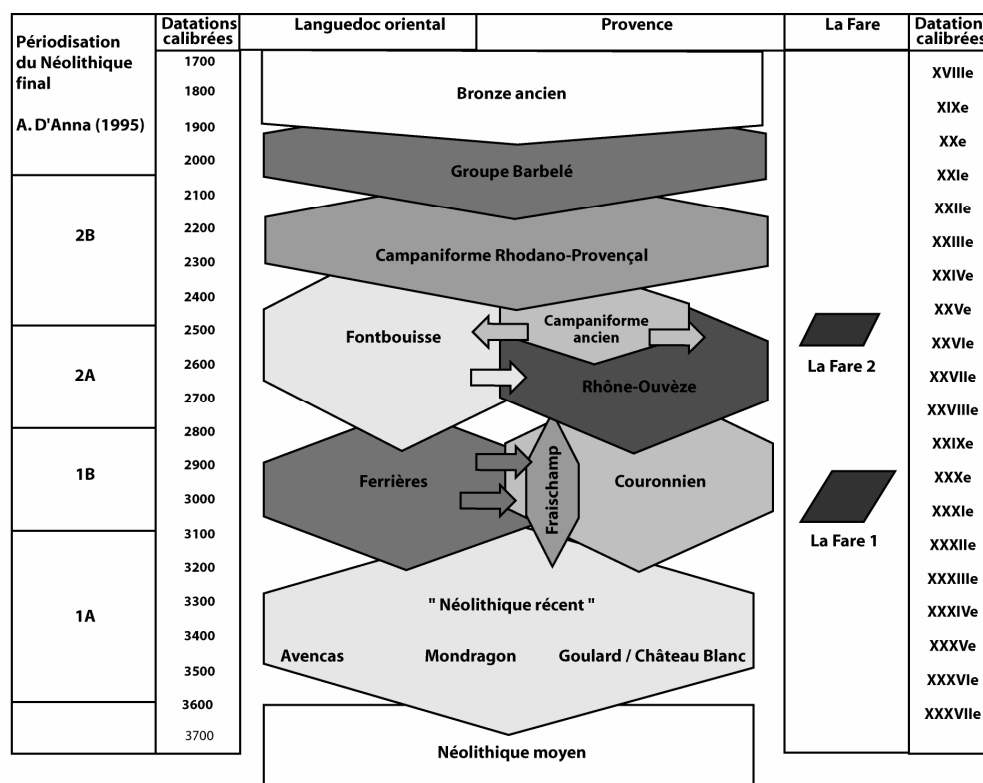 Périodisation
du Néolithique
final
A. D'Anna (1995)
2B
2A
1B
1A
Datations
calibrées
1700
1800
1900
2000
2100
2200
2300
2400
2500
2600
2700
2800
2900
3000
3100
3200
3300
3400
3500
3600
3700
Languedoc oriental
Provence
Bronze ancien
Groupe Barbelé
Campaniforme Rhodano-Provençal
Fontbouisse
Campaniforme
ancien
Rhône-Ouvèze
Ferrières
Fraischamp
Couronnien
" Néolithique récent "
Avencas
Mondragon
Goulard / Château Blanc
Néolithique moyen
La Fare
La Fare 2
La Fare 1
Datations
calibrées
XVIIIe
XIXe
XXe
XXIe
XXIIe
XXIIIe
XXIVe
XXVe
XXVIe
XXVIIe
XXVIIIe
XXIXe
XXXe
XXXIe
XXXIIe
XXXIIIe
XXXIVe
XXXVe
XXXVIe
XXXVIIe